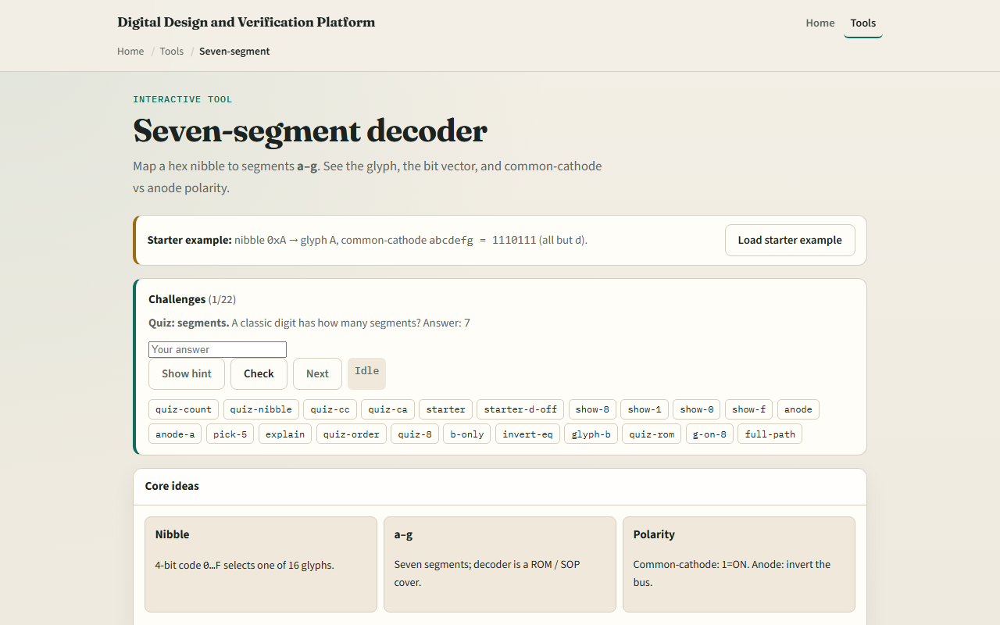 Digital Design and Verification Platform
Home Tools
Home / Tools / Seven-segment
INTERACTIVE TOOL
Seven-segment decoder
Map a hex nibble to segments a–g. See the glyph, the bit vector, and common-cathode
vs anode polarity.
Starter example: nibble 0xA → glyph A, common-cathode abcdefg = 1110111 (all but d).
Load starter example
Challenges (1/22)
Quiz: segments. A classic digit has how many segments? Answer: 7
Your answer
Show hint Check Next Idle
quiz-count quiz-nibble quiz-cc quiz-ca starter starter-d-off show-8 show-1 show-0 show-f anode
anode-a pick-5 explain quiz-order quiz-8 b-only invert-eq glyph-b quiz-rom g-on-8 full-path
Core ideas
Nibble
4-bit code 0…F selects one of 16 glyphs.
a–g
Seven segments; decoder is a ROM / SOP
cover.
Polarity
Common-cathode: 1=ON. Anode: invert the
bus.